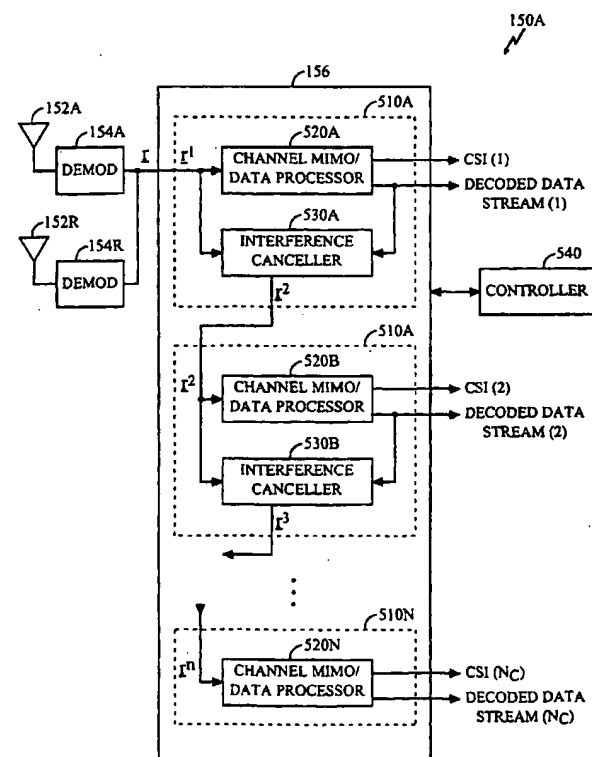 150A
156
152A
154A
DEMOD
r
r¹
510A
520A
CHANNEL MIMO/
DATA PROCESSOR
CSI (1)
DECODED DATA
STREAM (1)
530A
INTERFERENCE
CANCELLER
r²
152R
154R
DEMOD
540
CONTROLLER
510A
520B
r²
CHANNEL MIMO/
DATA PROCESSOR
CSI (2)
DECODED DATA
STREAM (2)
530B
INTERFERENCE
CANCELLER
r³
510N
520N
rⁿ
CHANNEL MIMO/
DATA PROCESSOR
CSI (NC)
DECODED DATA
STREAM (NC)